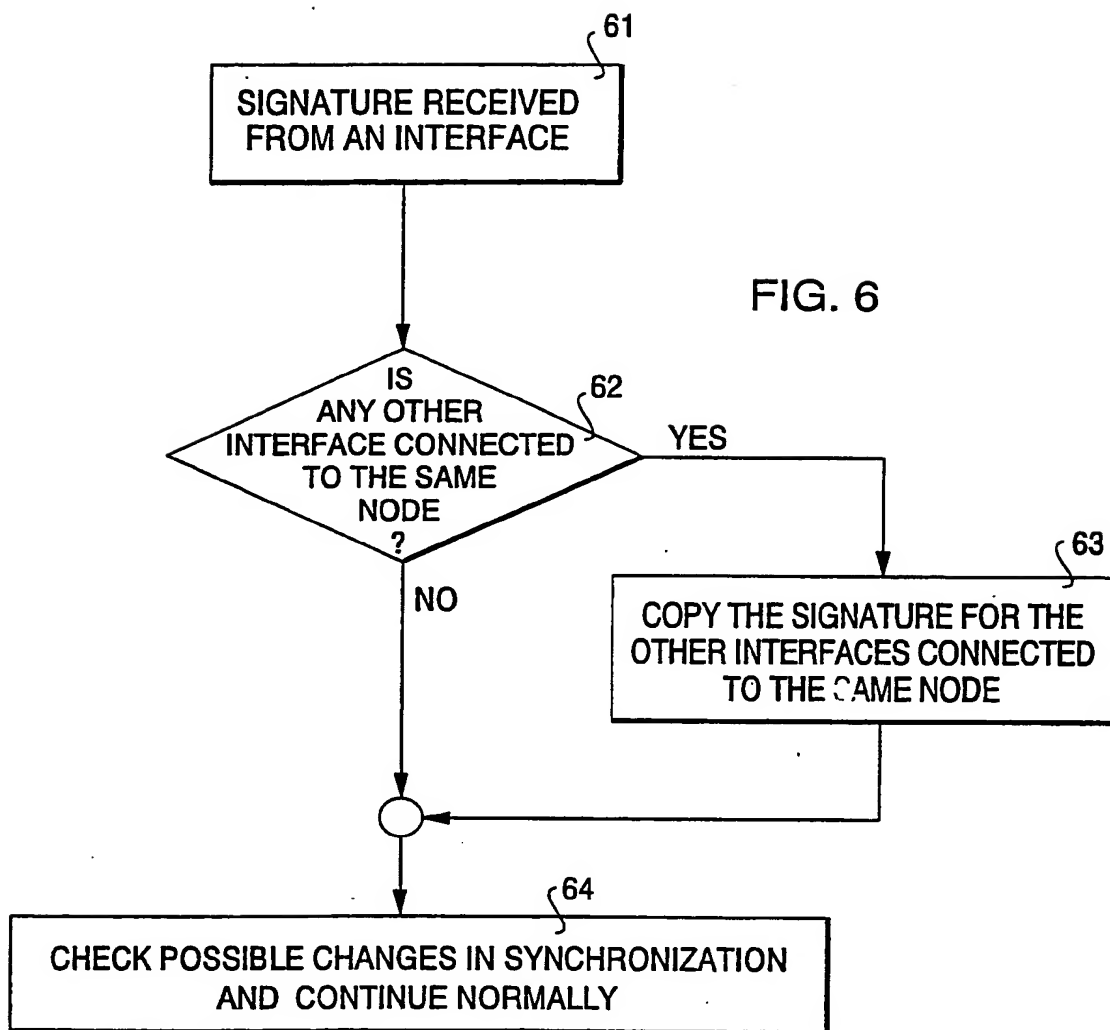 61
SIGNATURE RECEIVED
FROM AN INTERFACE
FIG. 6
IS
ANY OTHER
INTERFACE CONNECTED
TO THE SAME
NODE
?
62
YES
NO
63
COPY THE SIGNATURE FOR THE
OTHER INTERFACES CONNECTED
TO THE SAME NODE
64
CHECK POSSIBLE CHANGES IN SYNCHRONIZATION
AND CONTINUE NORMALLY